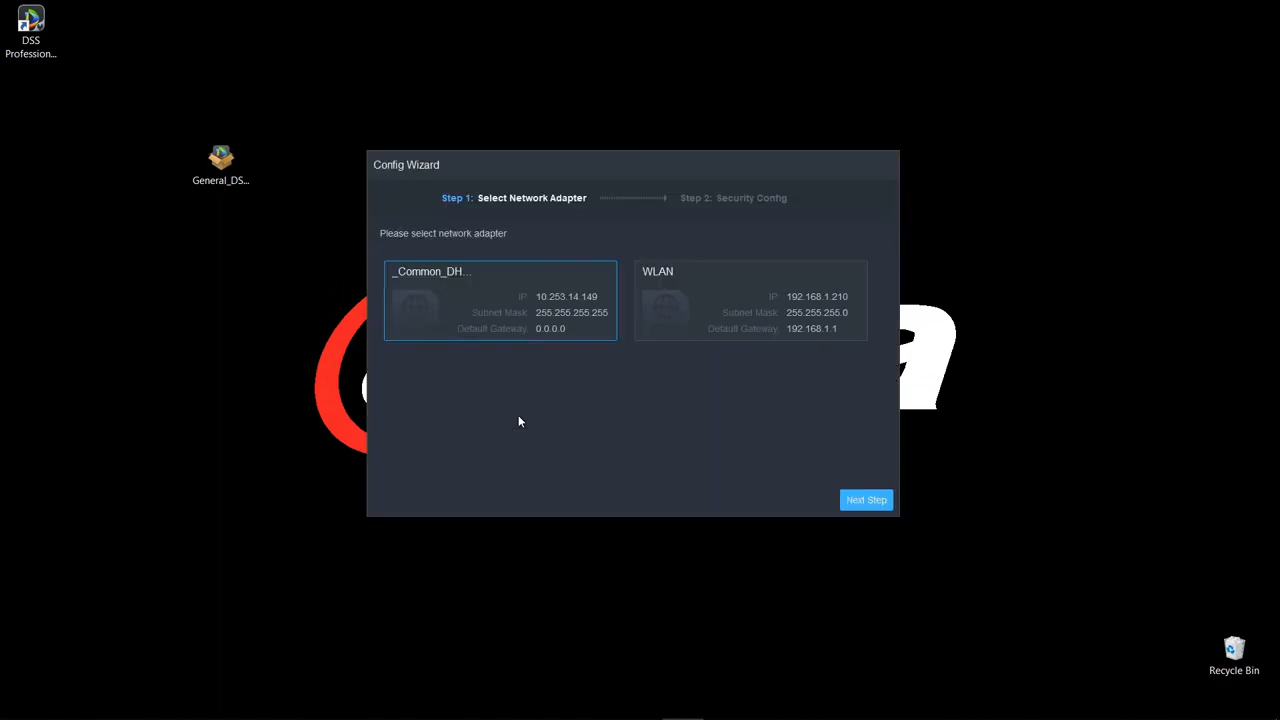 DSS
Profession...
General_DS...
Config Wizard
Step 1: Select Network Adapter
Step 2: Security Config
Please select network adapter
_Common_DH...
IP: 10.253.14.149
Subnet Mask: 255.255.255.255
Default Gateway: 0.0.0.0
WLAN
IP: 192.168.1.210
Subnet Mask: 255.255.255.0
Default Gateway: 192.168.1.1
Next Step
Recycle Bin